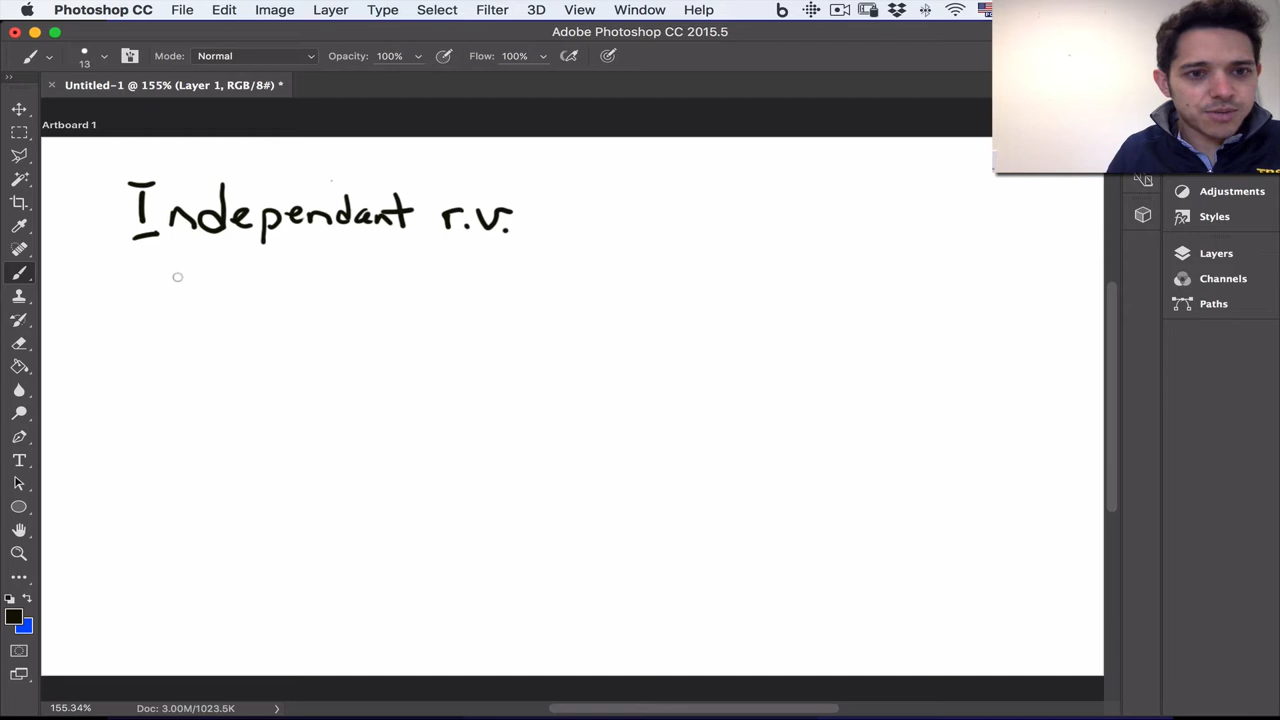 Photoshop CC File Edit Image Layer Type Select Filter 3D View Window Help
Adobe Photoshop CC 2015.5
13 Mode: Normal Opacity: 100% Flow: 100%
Untitled-1 @ 155% (Layer 1, RGB/8#) *
Artboard 1
Independant r.v.
Adjustments
Styles
Layers
Channels
Paths
155.34% Doc: 3.00M/1023.5K